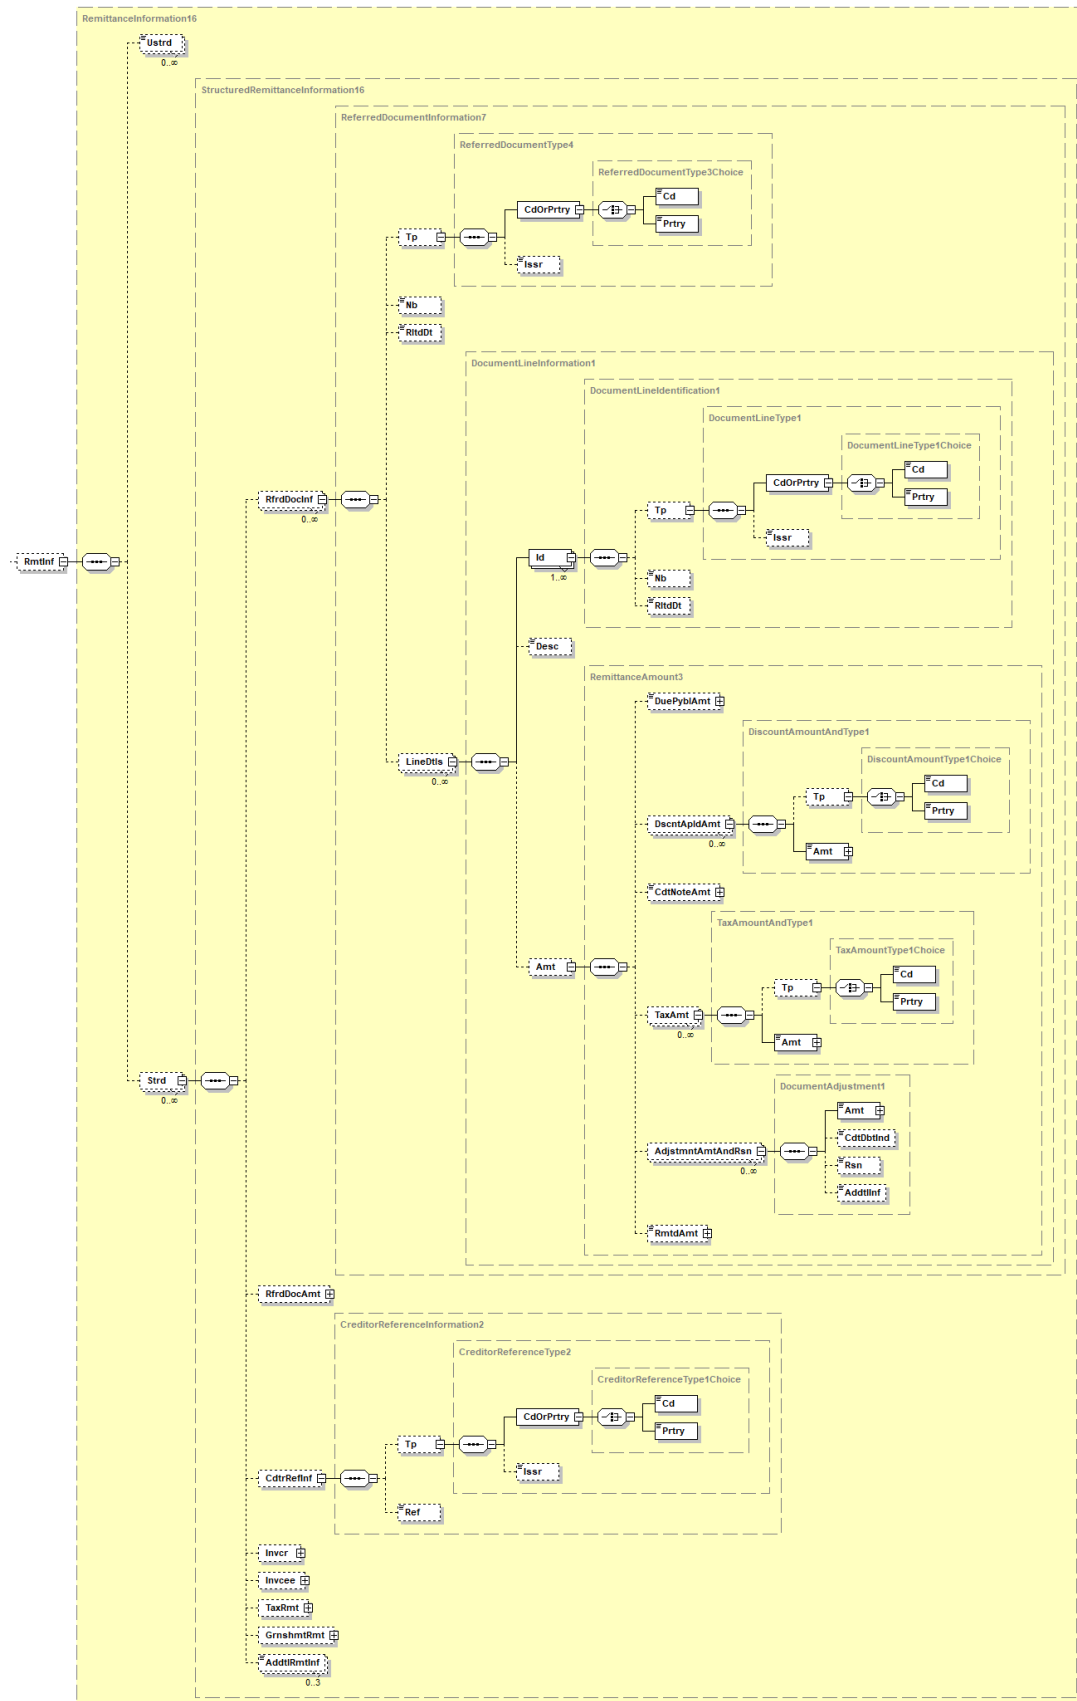 RemittanceInformation16
Ustrd
0..∞
StructuredRemittanceInformation16
ReferredDocumentInformation7
ReferredDocumentType4
ReferredDocumentType3Choice
Cd
CdOrPrtry
Prtry
Tp
Issr
Nb
RltdDt
DocumentLineInformation1
DocumentLineIdentification1
DocumentLineType1
DocumentLineType1Choice
Cd
CdOrPrtry
Prtry
RfrdDocInf
0..∞
Tp
Issr
RmtInf
Id
1..∞
Nb
RltdDt
Desc
RemittanceAmount3
DuePyblAmt
DiscountAmountAndType1
DiscountAmountType1Choice
LineDtls
0..∞
Cd
Tp
Prtry
DscntApldAmt
0..∞
Amt
CdtNoteAmt
TaxAmountAndType1
TaxAmountType1Choice
Amt
Cd
Tp
Prtry
TaxAmt
0..∞
Amt
Strd
0..∞
DocumentAdjustment1
Amt
CdtDbtInd
AdjstmntAmtAndRsn
0..∞
Rsn
AddtlInf
RmtdAmt
RfrdDocAmt
CreditorReferenceInformation2
CreditorReferenceType2
CreditorReferenceType1Choice
Cd
CdOrPrtry
Prtry
Tp
Issr
CdtrRefInf
Ref
Invcr
Invcee
TaxRmt
GrnshmtRmt
AddtlRmtInf
0..3